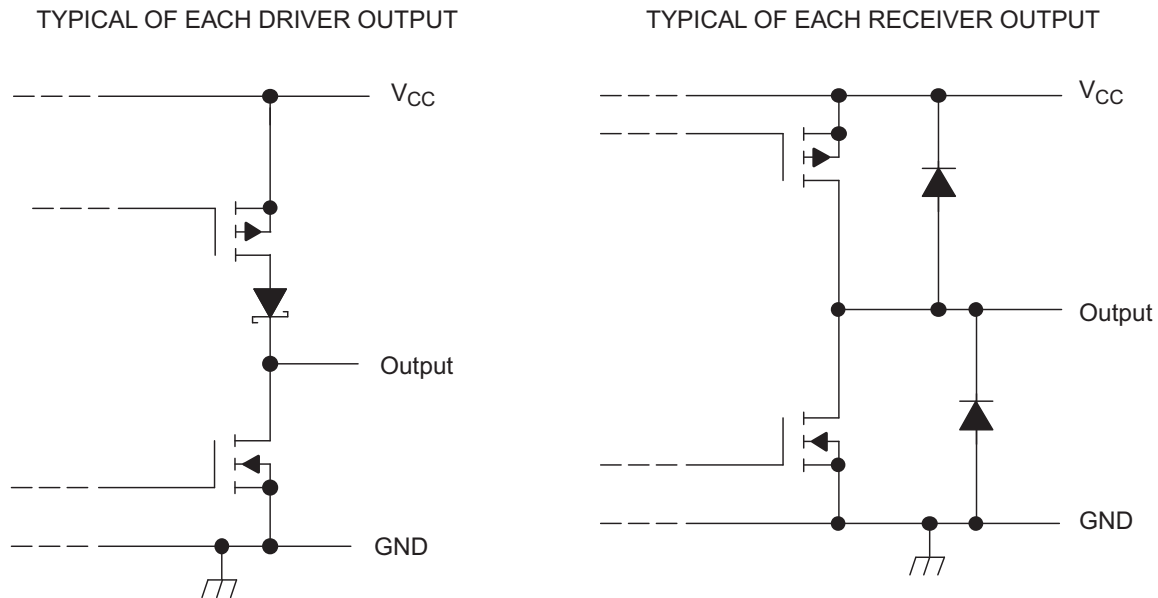 TYPICAL OF EACH DRIVER OUTPUT
VCC
Output
GND
TYPICAL OF EACH RECEIVER OUTPUT
VCC
Output
GND